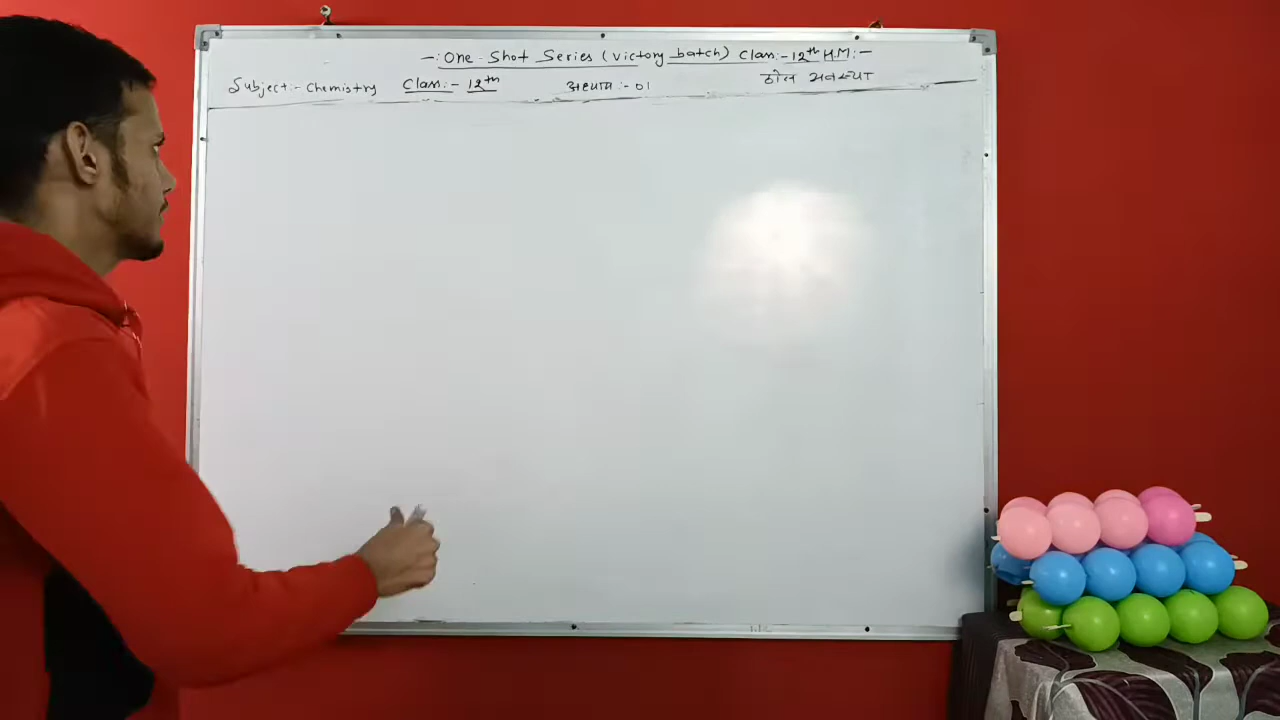 -: One-Shot Series (victory batch) Class:- 12th H.M:-
Subject:- Chemistry Class:- 12th अध्याय :- 01 ठोस अवस्था